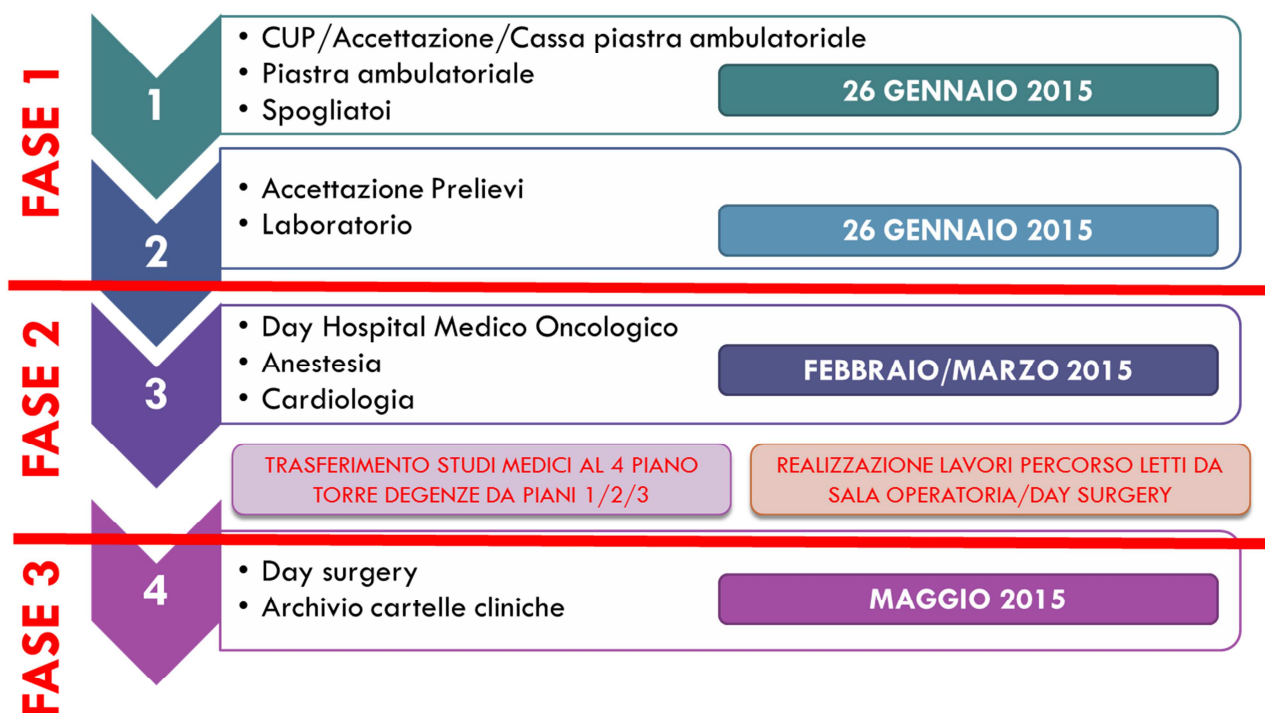 FASE 1
1
• CUP/Accettazione/Cassa piastra ambulatoriale
• Piastra ambulatoriale
• Spogliatoi
26 GENNAIO 2015
2
• Accettazione Prelievi
• Laboratorio
26 GENNAIO 2015
FASE 2
3
• Day Hospital Medico Oncologico
• Anestesia
• Cardiologia
FEBBRAIO/MARZO 2015
TRASFERIMENTO STUDI MEDICI AL 4 PIANO
TORRE DEGENZE DA PIANI 1/2/3
REALIZZAZIONE LAVORI PERCORSO LETTI DA
SALA OPERATORIA/DAY SURGERY
FASE 3
4
• Day surgery
• Archivio cartelle cliniche
MAGGIO 2015